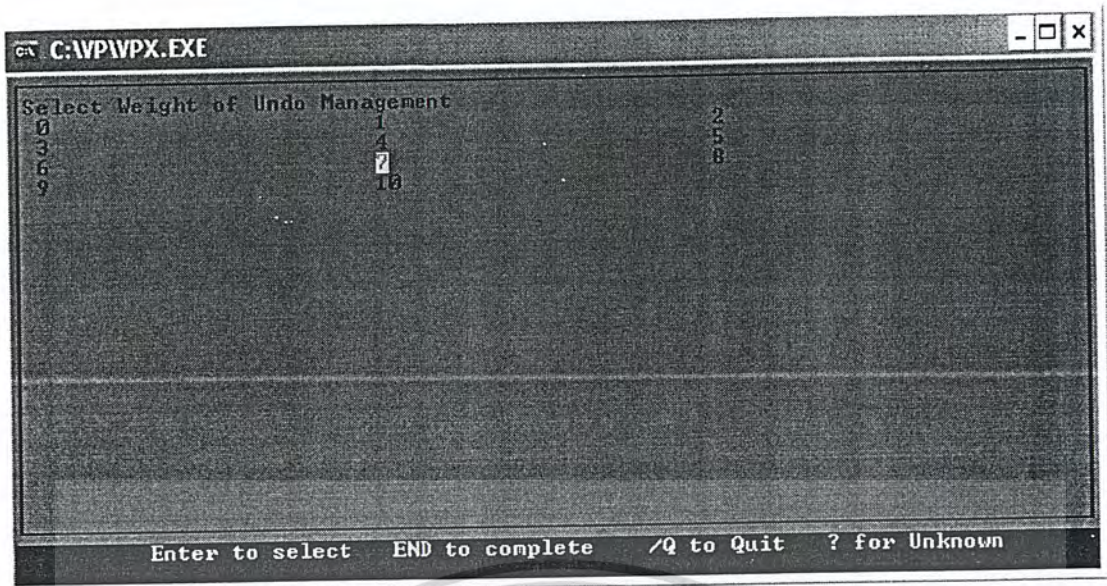 C:\VP\VPX.EXE
Select Weight of Undo Management
0 1 2
3 4 5
6 7 8
9 10
Enter to select END to complete /Q to Quit ? for Unknown